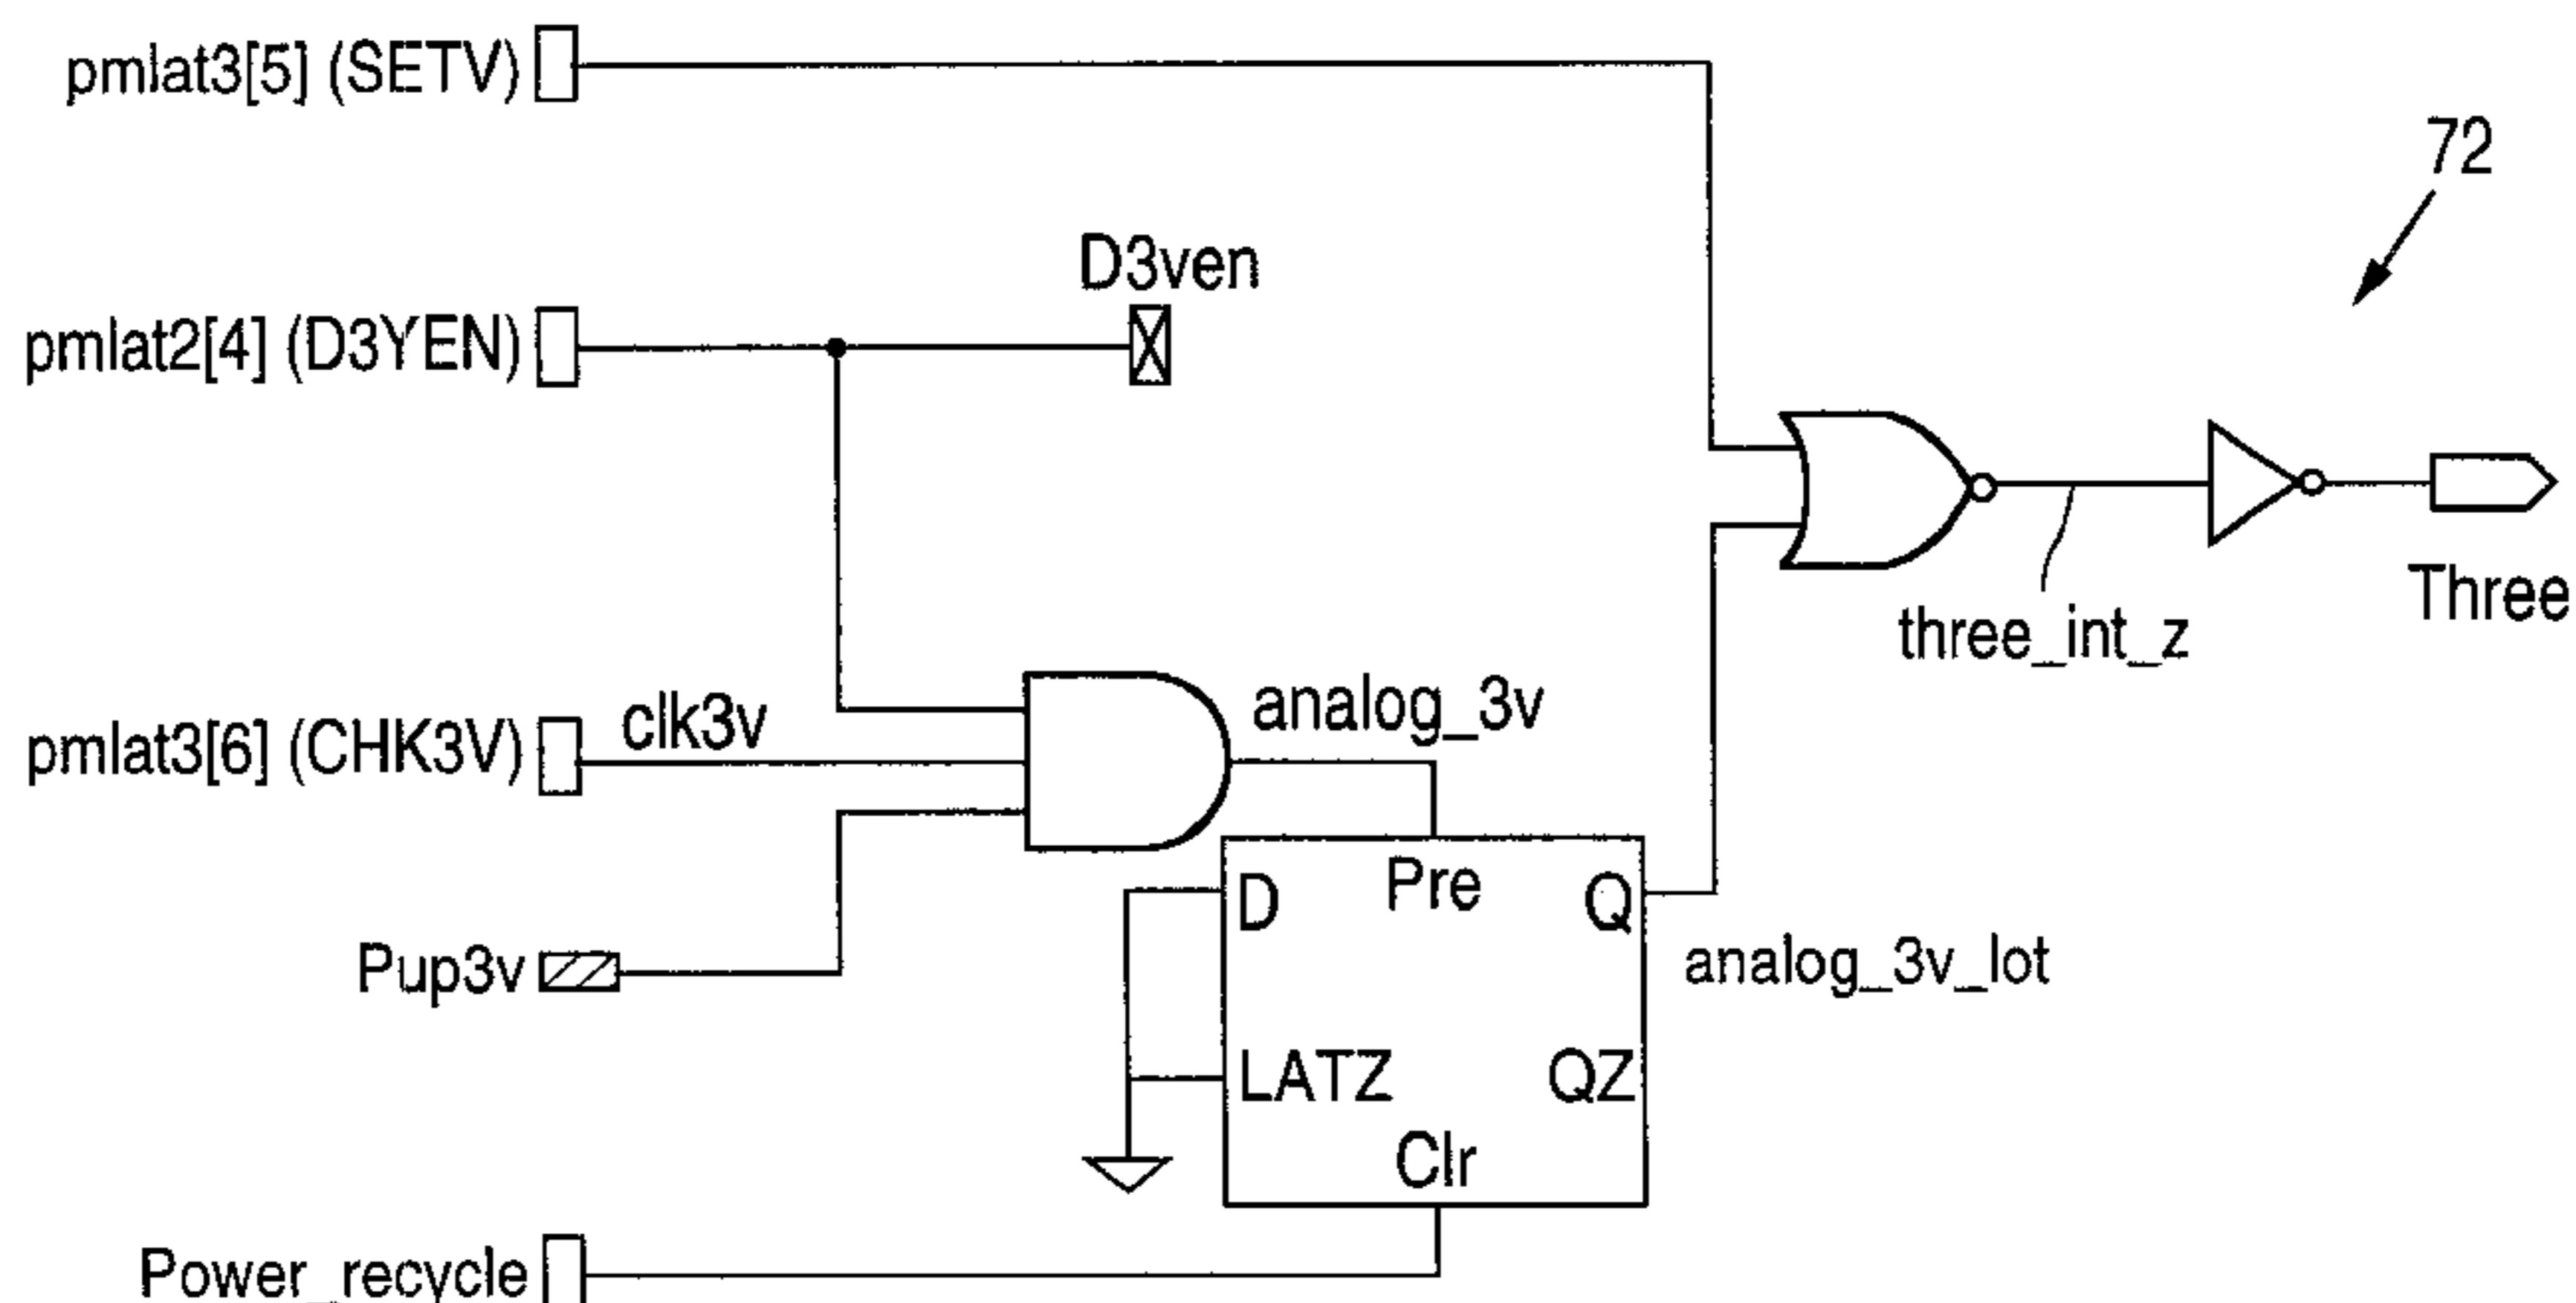 pmlat3[5] (SETV)
72
D3ven
pmlat2[4] (D3YEN)
Three
three_int_z
analog_3v
pmlat3[6] (CHK3V)
clk3v
D
Pre
Q
Pup3v
analog_3v_lot
LATZ
QZ
Clr
Power_recycle